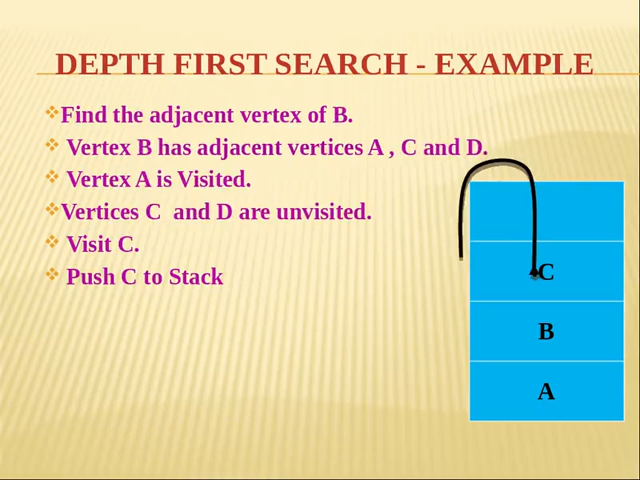 DEPTH FIRST SEARCH - EXAMPLE
Find the adjacent vertex of B.
Vertex B has adjacent vertices A , C and D.
Vertex A is Visited.
Vertices C and D are unvisited.
Visit C.
Push C to Stack
C
B
A